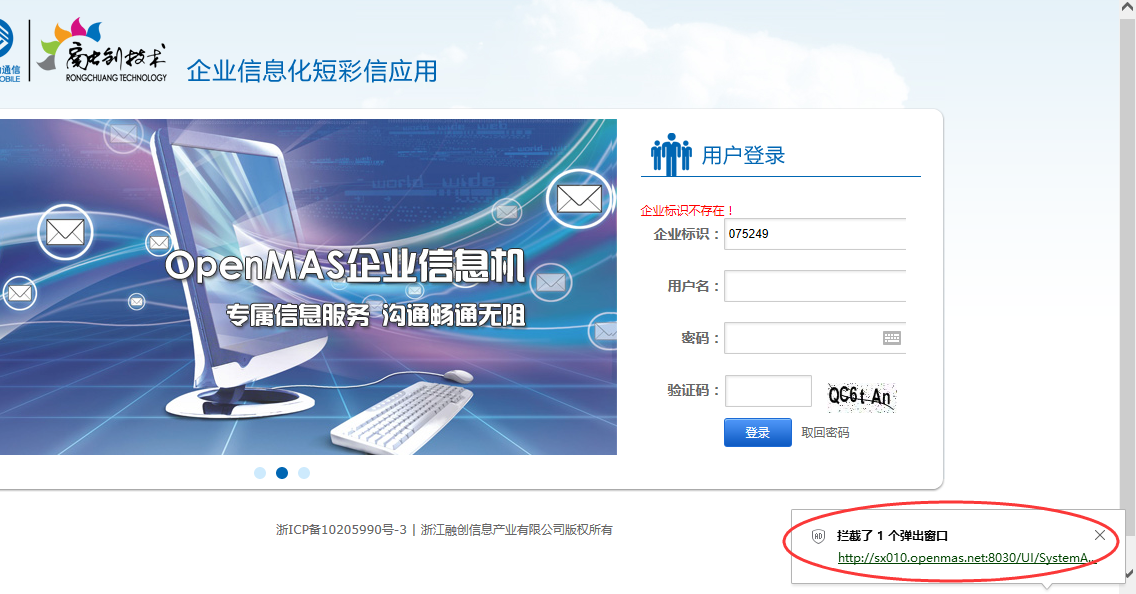 通信
OBILE
融创技术
RONGCHUANG TECHNOLOGY
企业信息化短彩信应用
OpenMAS企业信息机
专属信息服务 沟通畅通无阻
用户登录
企业标识不存在！
企业标识： 075249
用户名：
密码：
验证码： QC6tAn
登录 取回密码
浙ICP备10205990号-3 | 浙江融创信息产业有限公司版权所有
AD 拦截了 1 个弹出窗口
http://sx010.openmas.net:8030/UI/SystemA...